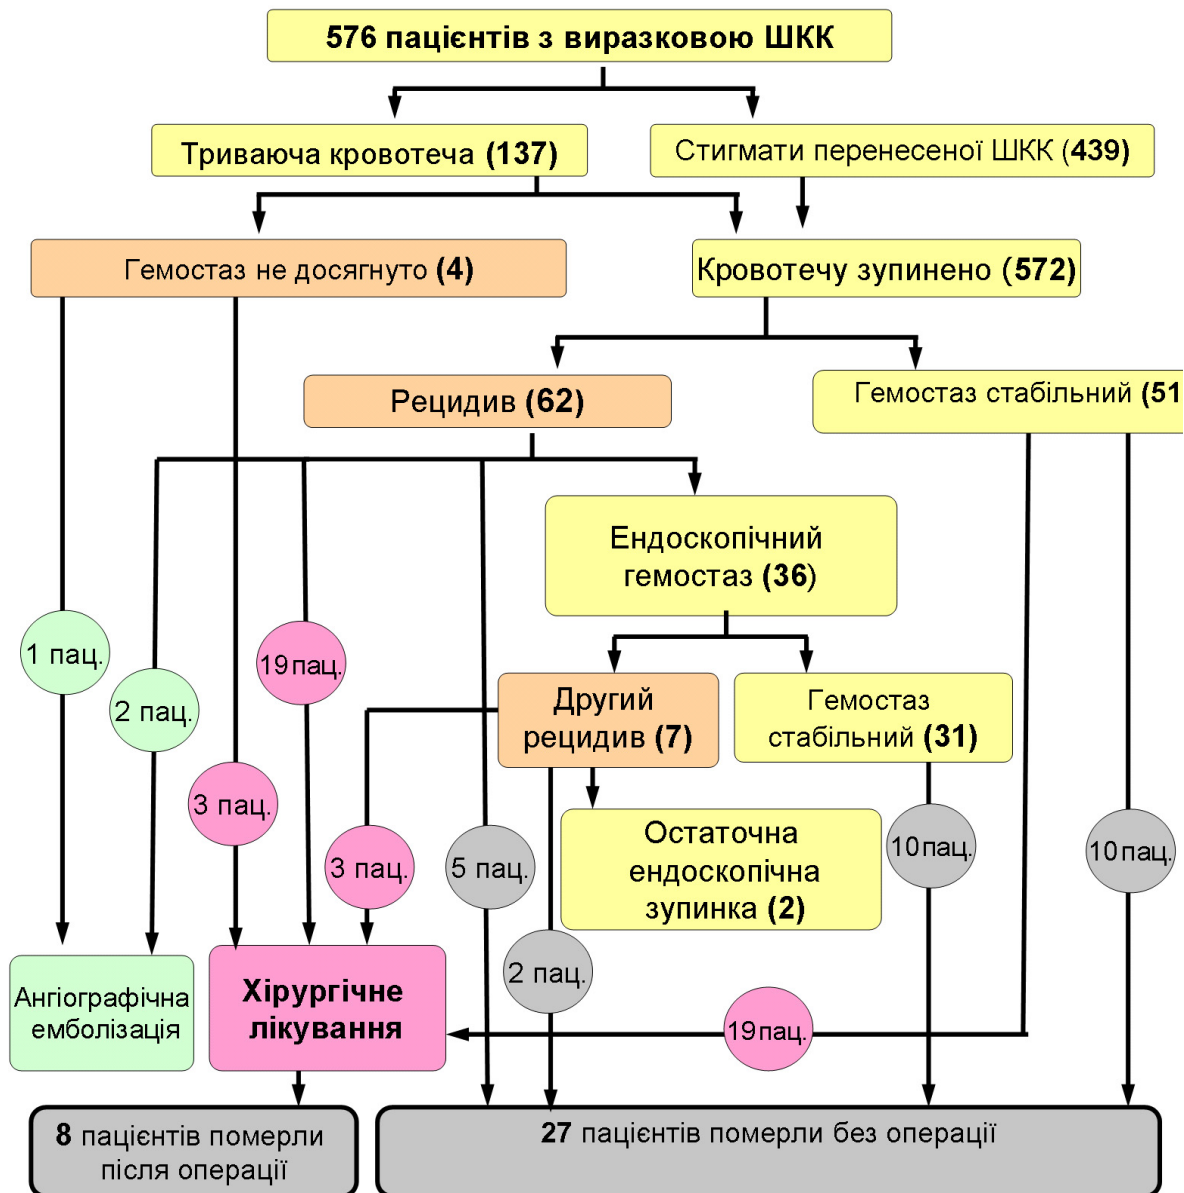 576 пацієнтів з виразковою ШКК
Триваюча кровотеча (137)
Стигмати перенесеної ШКК (439)
Гемостаз не досягнуто (4)
Кровотечу зупинено (572)
Рецидив (62)
Гемостаз стабільний (51
Ендоскопічний
гемостаз (36)
1 пац.
2 пац.
19 пац.
Другий
рецидив (7)
Гемостаз
стабільний (31)
3 пац.
3 пац.
5 пац.
Остаточна
ендоскопічна
зупинка (2)
10 пац.
10 пац.
2 пац.
Ангіографічна
емболізація
Хірургічне
лікування
19 пац.
8 пацієнтів померли
після операції
27 пацієнтів померли без операції